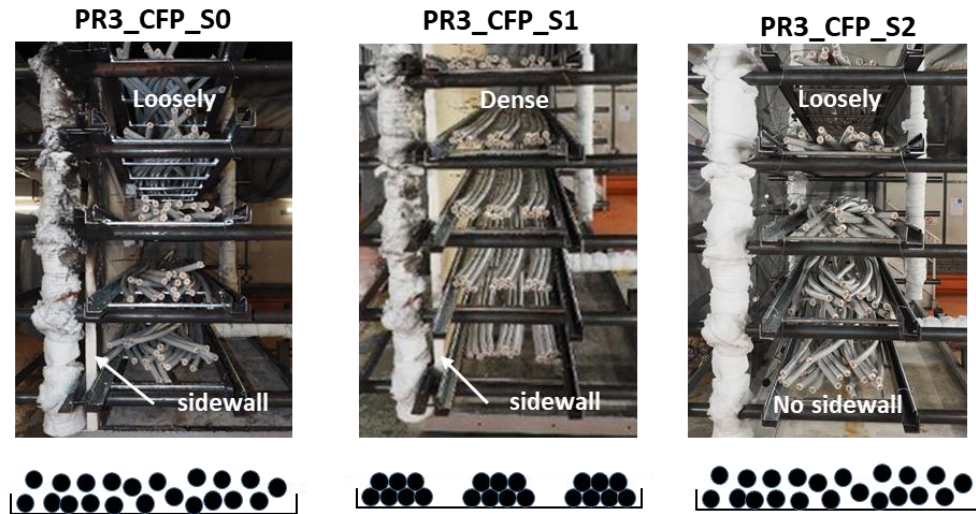 PR3_CFP_S0
PR3_CFP_S1
PR3_CFP_S2
Loosely
Dense
Loosely
sidewall
sidewall
No sidewall